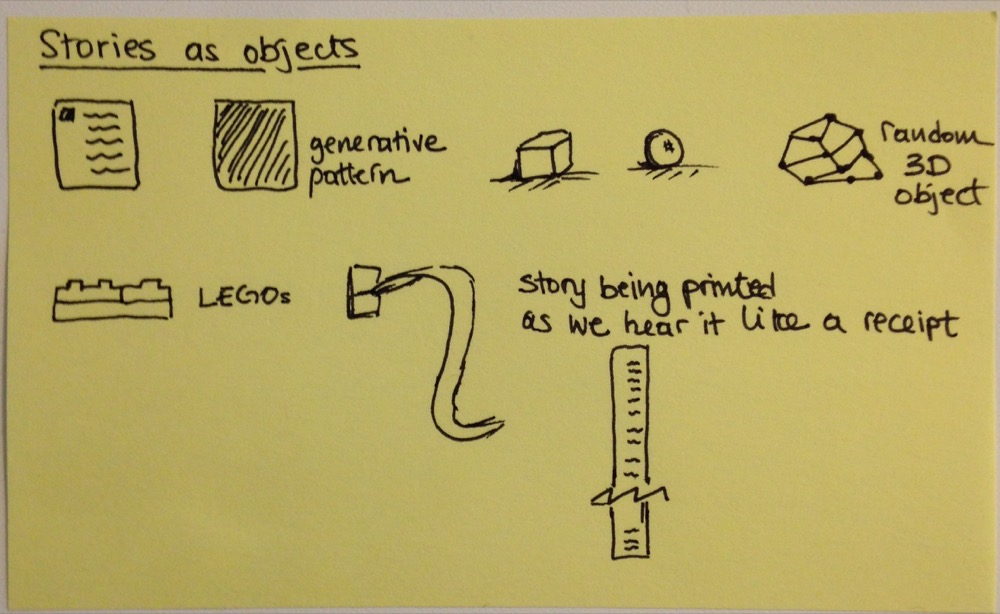 Stories as objects
generative
pattern
random
3D
object
LEGOs
story being printed
as we hear it like a receipt